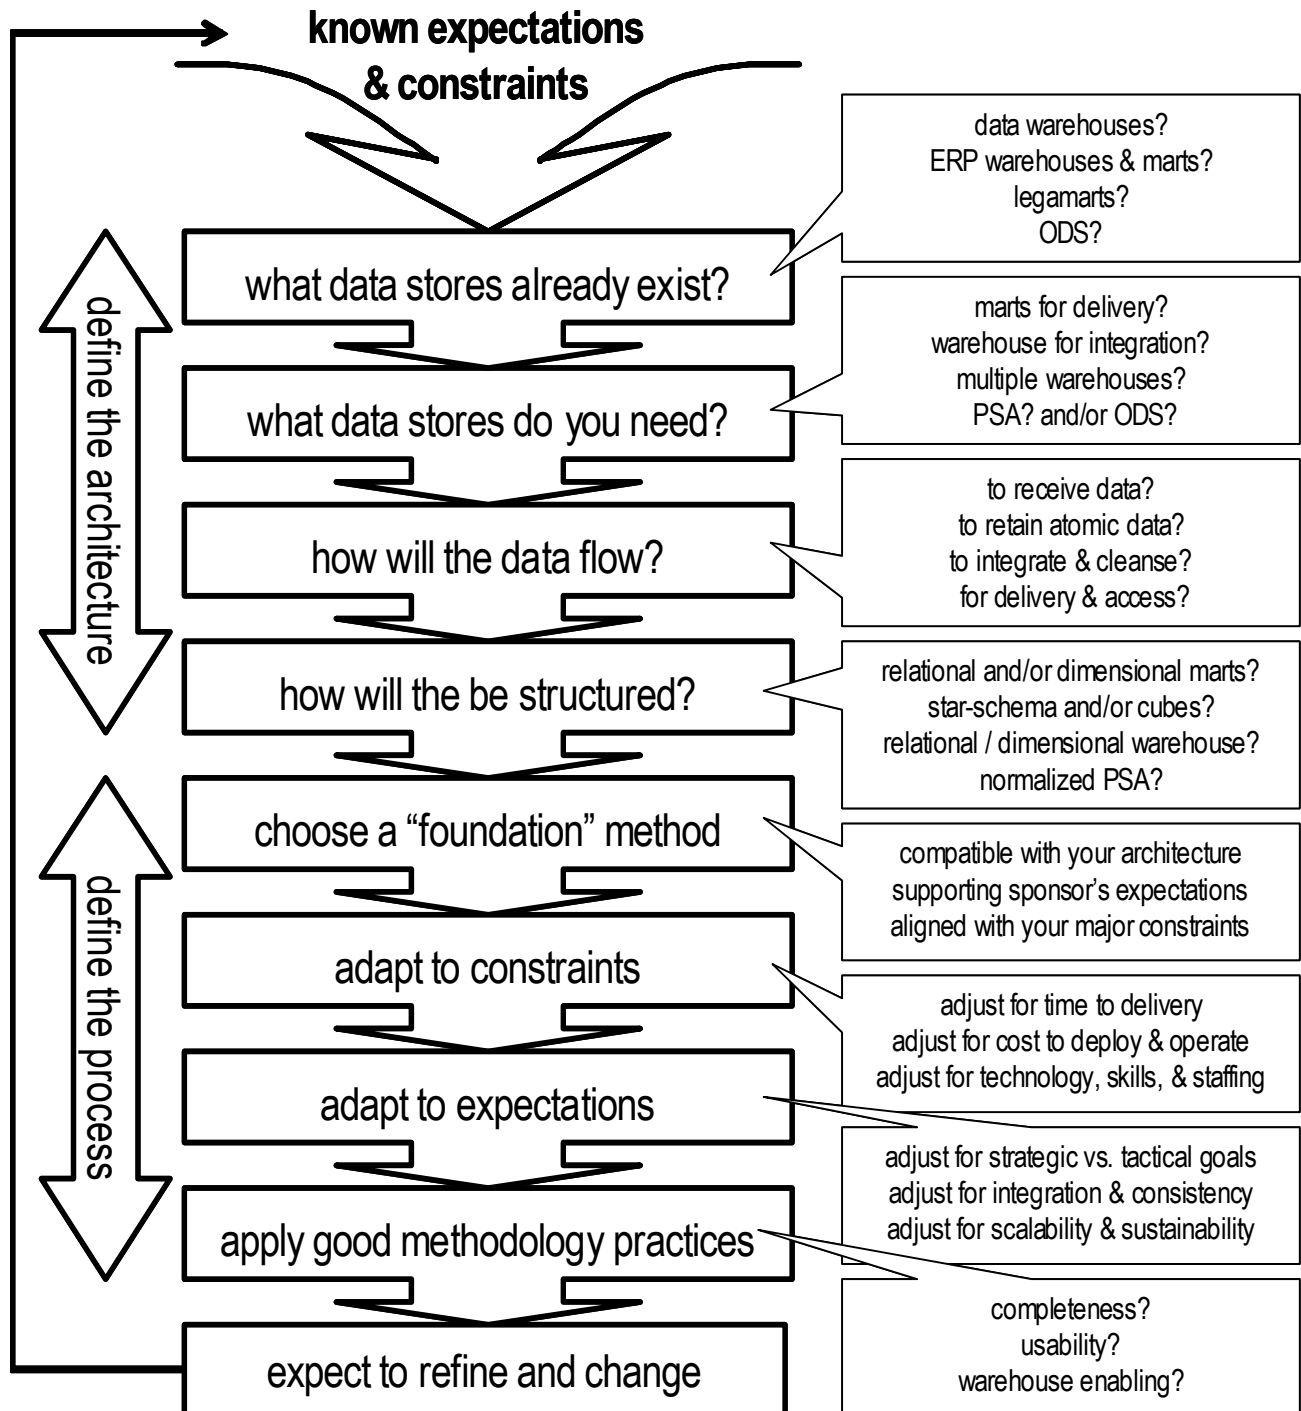 known expectations
& constraints
data warehouses?
ERP warehouses & marts?
legamarts?
ODS?
define the architecture
what data stores already exist?
marts for delivery?
warehouse for integration?
multiple warehouses?
PSA? and/or ODS?
what data stores do you need?
to receive data?
to retain atomic data?
to integrate & cleanse?
for delivery & access?
how will the data flow?
relational and/or dimensional marts?
star-schema and/or cubes?
relational / dimensional warehouse?
normalized PSA?
how will the be structured?
define the process
choose a “foundation” method
compatible with your architecture
supporting sponsor's expectations
aligned with your major constraints
adapt to constraints
adjust for time to delivery
adjust for cost to deploy & operate
adjust for technology, skills, & staffing
adapt to expectations
adjust for strategic vs. tactical goals
adjust for integration & consistency
adjust for scalability & sustainability
apply good methodology practices
completeness?
usability?
warehouse enabling?
expect to refine and change